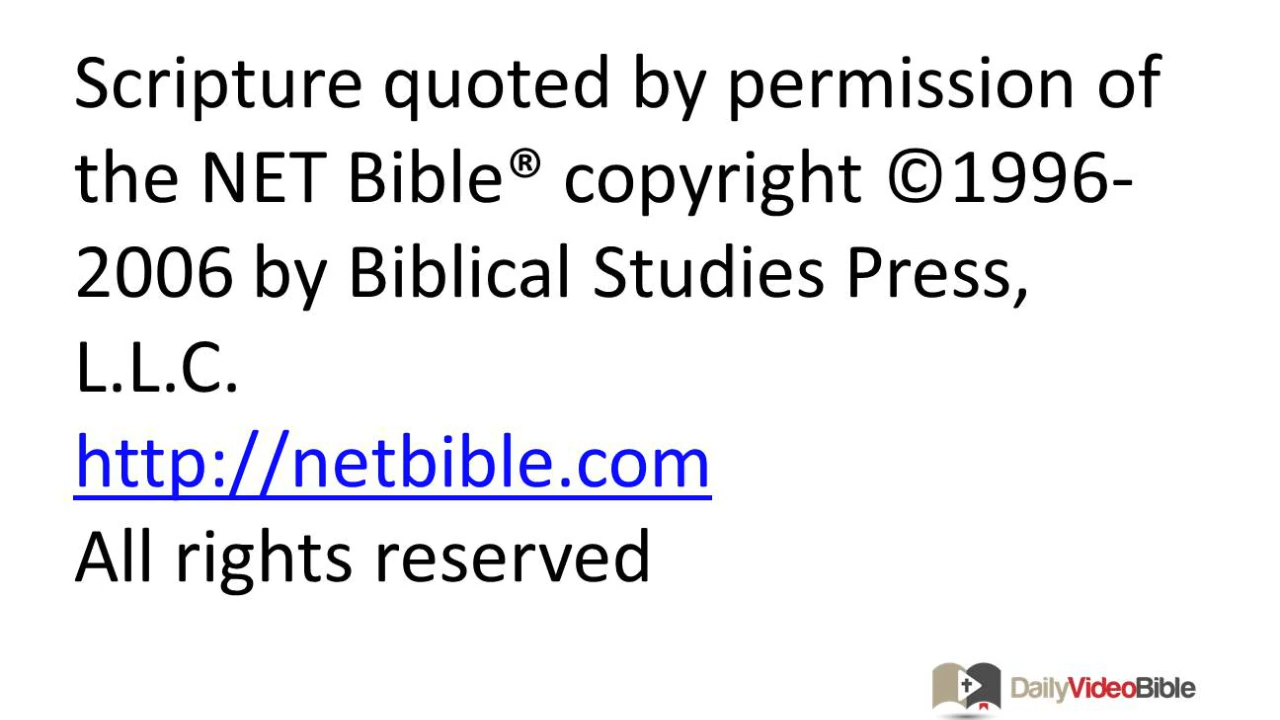 Scripture quoted by permission of
the NET Bible® copyright ©1996-
2006 by Biblical Studies Press,
L.L.C.
http://netbible.com
All rights reserved
DailyVideoBible